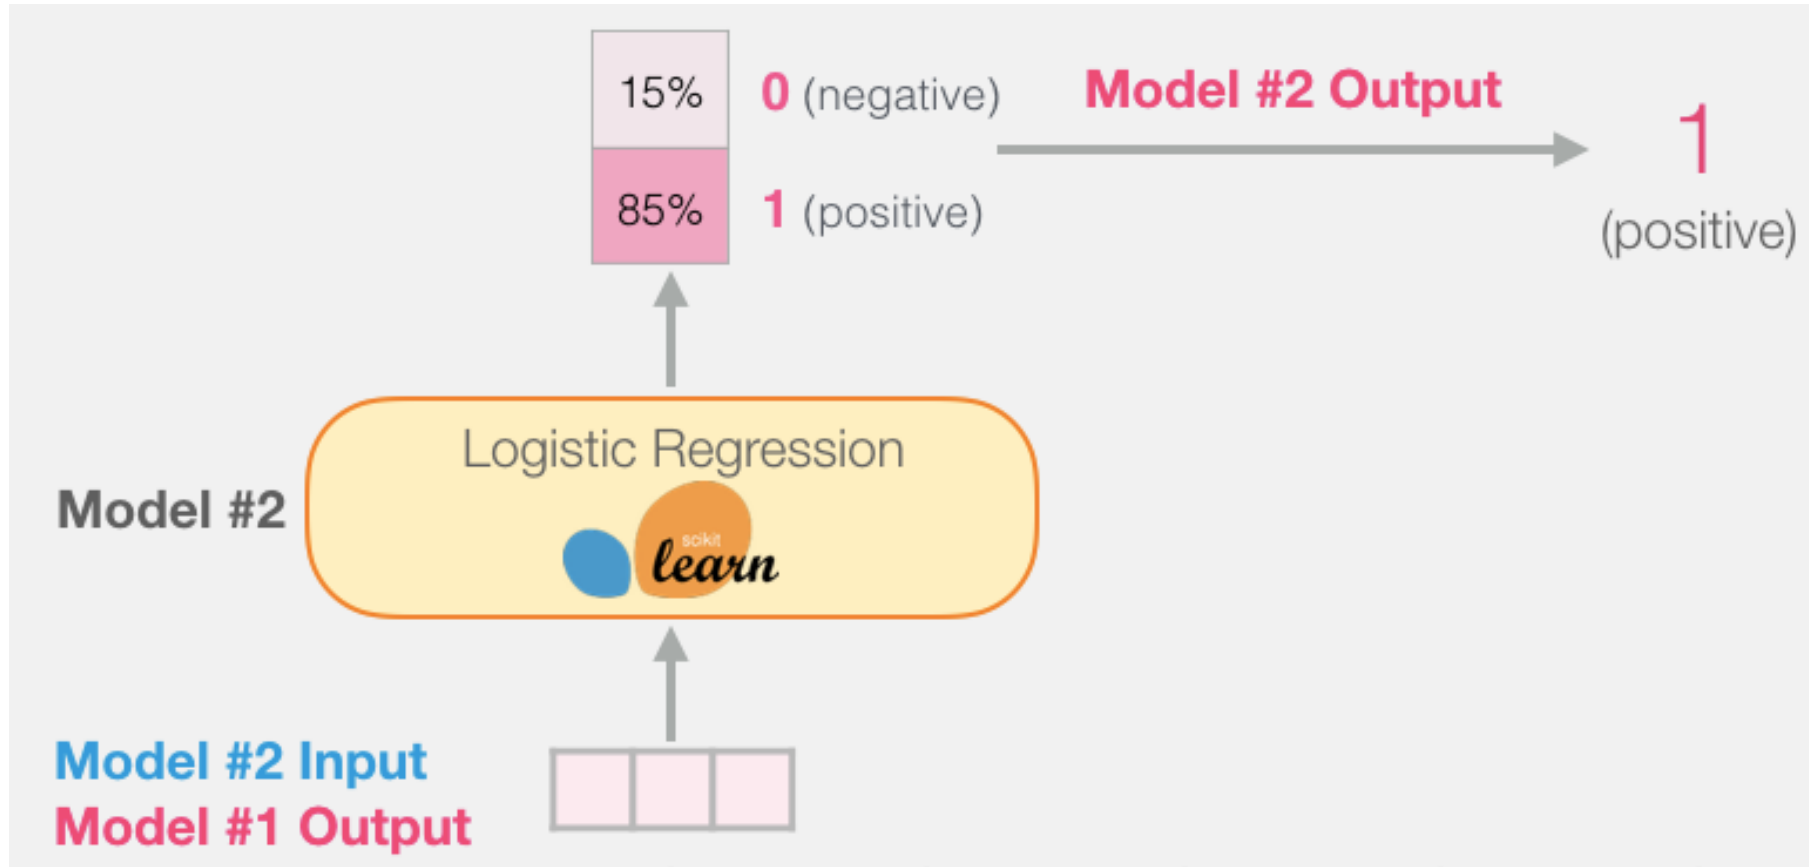 15%
0 (negative)
Model #2 Output
1
(positive)
85%
1 (positive)
Logistic Regression
Model #2
scikit
learn
Model #2 Input
Model #1 Output